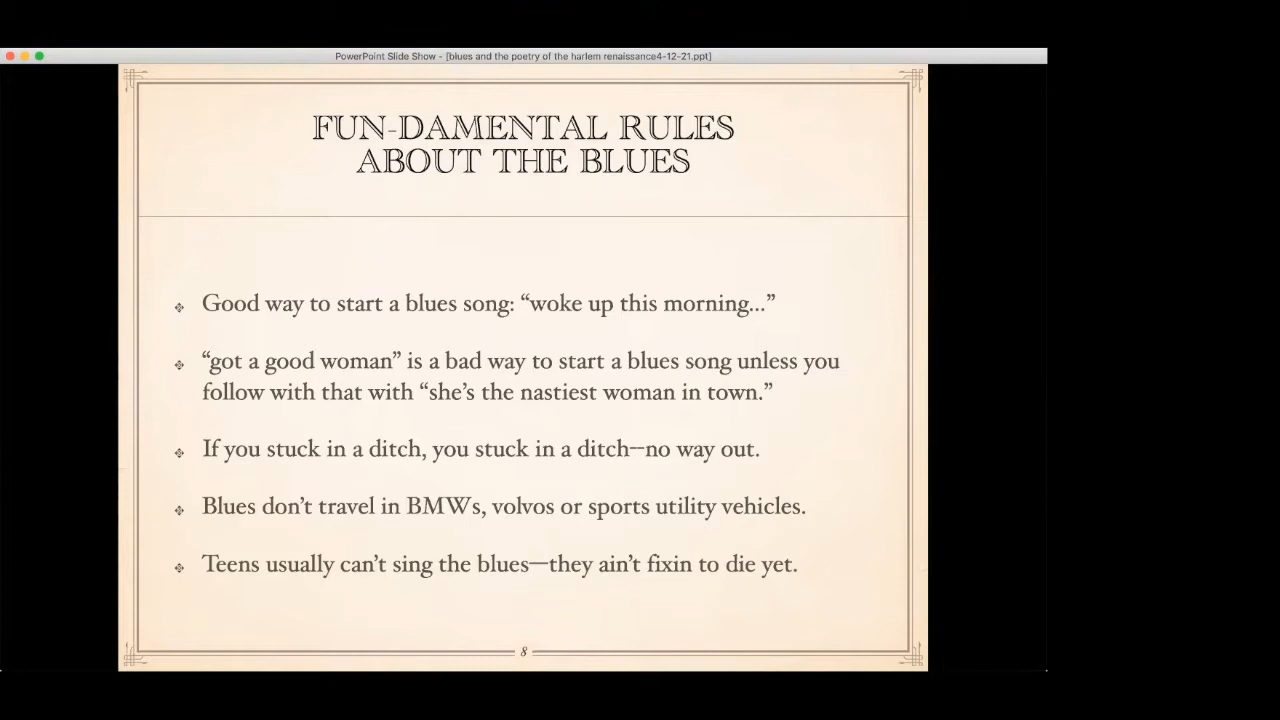 PowerPoint Slide Show - [blues and the poetry of the harlem renaissance4-12-21.ppt]
FUN-DAMENTAL RULES
ABOUT THE BLUES
Good way to start a blues song: “woke up this morning...”
“got a good woman” is a bad way to start a blues song unless you
follow with that with “she’s the nastiest woman in town.”
If you stuck in a ditch, you stuck in a ditch--no way out.
Blues don’t travel in BMWs, volvos or sports utility vehicles.
Teens usually can’t sing the blues—they ain’t fixin to die yet.
8